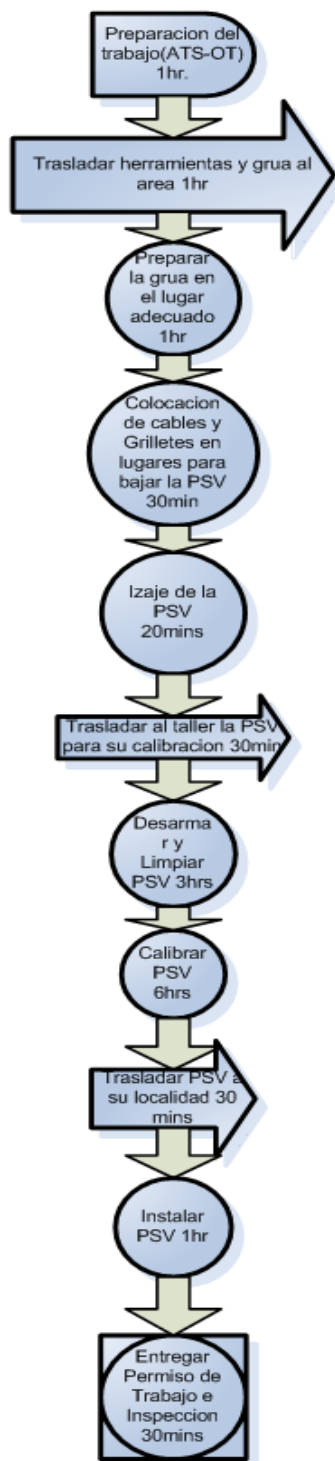 Preparacion del
trabajo(ATS-OT)
1hr.
Trasladar herramientas y grua al
area 1hr
Preparar
la grua en
el lugar
adecuado
1hr
Colocacion
de cables y
Grilletes en
lugares para
bajar la PSV
30min
Izaje de la
PSV
20mins
Trasladar al taller la PSV
para su calibracion 30min
Desarma
r y
Limpiar
PSV 3hrs
Calibrar
PSV
6hrs
Trasladar PSV a
su localidad 30
mins
Instalar
PSV 1hr
Entregar
Permiso de
Trabajo e
Inspeccion
30mins